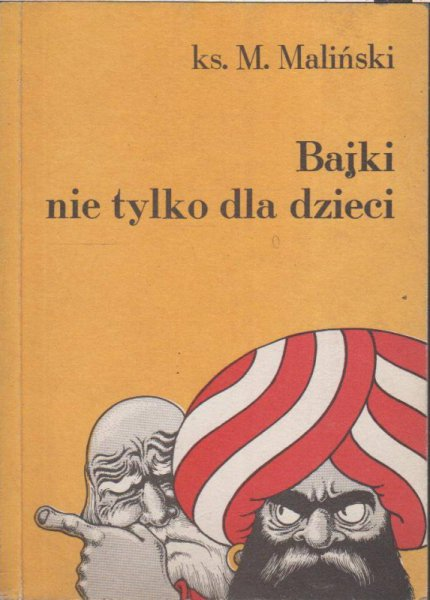 ks. M. Maliński
Bajki
nie tylko dla dzieci